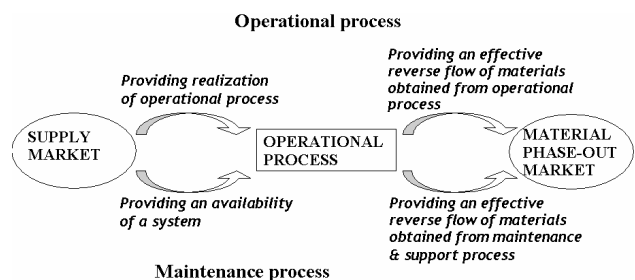 Operational process
Providing realization
of operational process
Providing an effective
reverse flow of materials
obtained from operational
process
SUPPLY
MARKET
OPERATIONAL
PROCESS
MATERIAL
PHASE-OUT
MARKET
Providing an availability
of a system
Providing an effective
reverse flow of materials
obtained from maintenance
& support process
Maintenance process